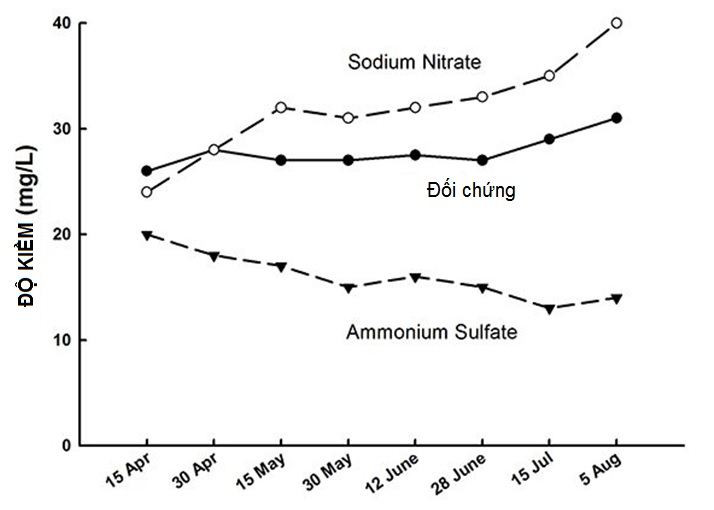 40
Sodium Nitrate
30
Đối chứng
20
ĐỘ KIỀM (mg/L)
Ammonium Sulfate
10
0
15 Apr
30 Apr
15 May
30 May
12 June
28 June
15 Jul
5 Aug